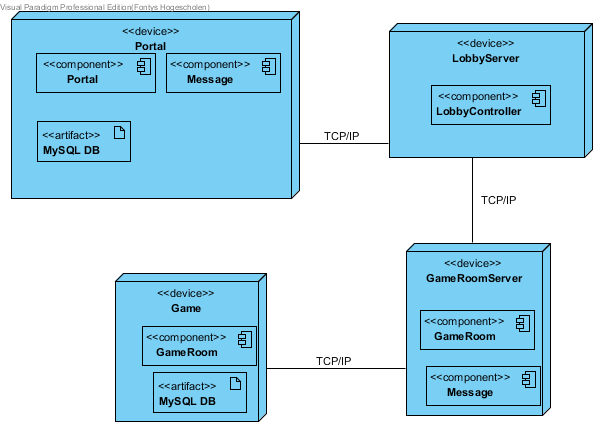 Visual Paradigm Professional Edition(Fontys Hogescholen)
<<device>>
Portal
<<component>>
Portal
<<component>>
Message
<<artifact>>
MySQL DB
TCP/IP
<<device>>
LobbyServer
<<component>>
LobbyController
TCP/IP
<<device>>
GameRoomServer
<<component>>
GameRoom
<<component>>
Message
TCP/IP
<<device>>
Game
<<component>>
GameRoom
<<artifact>>
MySQL DB